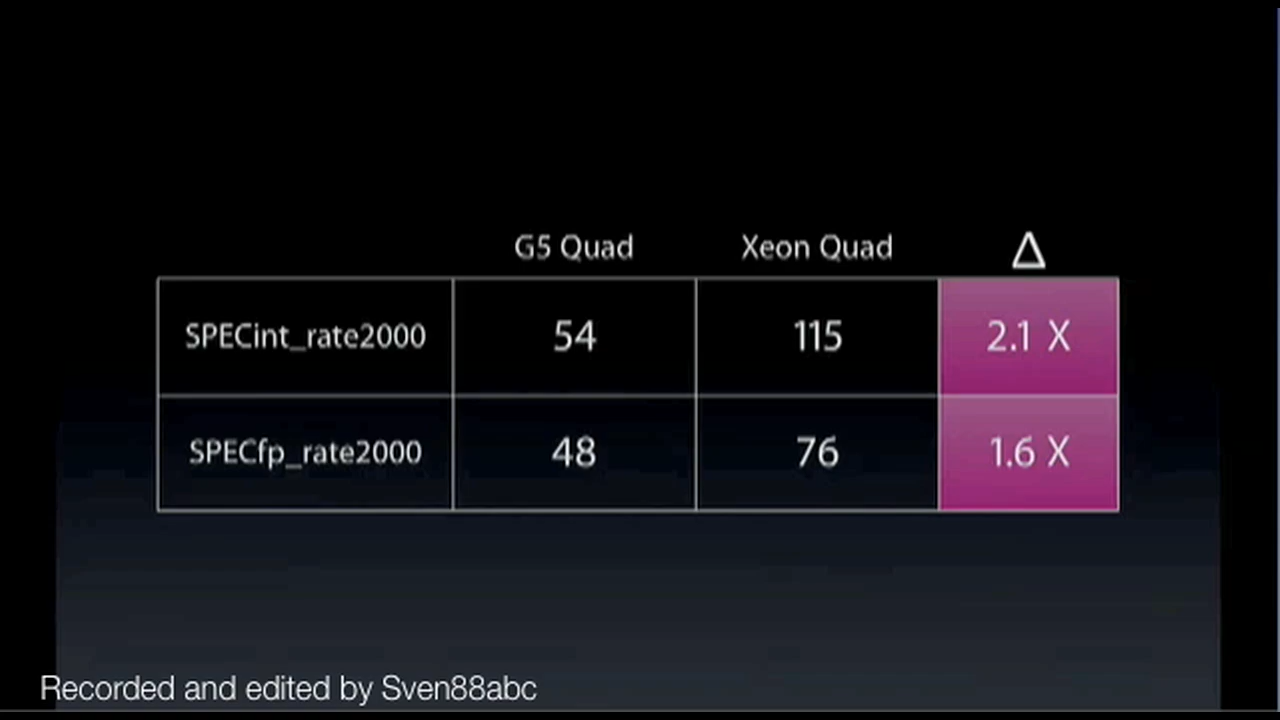 G5 Quad Xeon Quad Δ
SPECint_rate2000 54 115 2.1 X
SPECfp_rate2000 48 76 1.6 X
Recorded and edited by Sven88abc